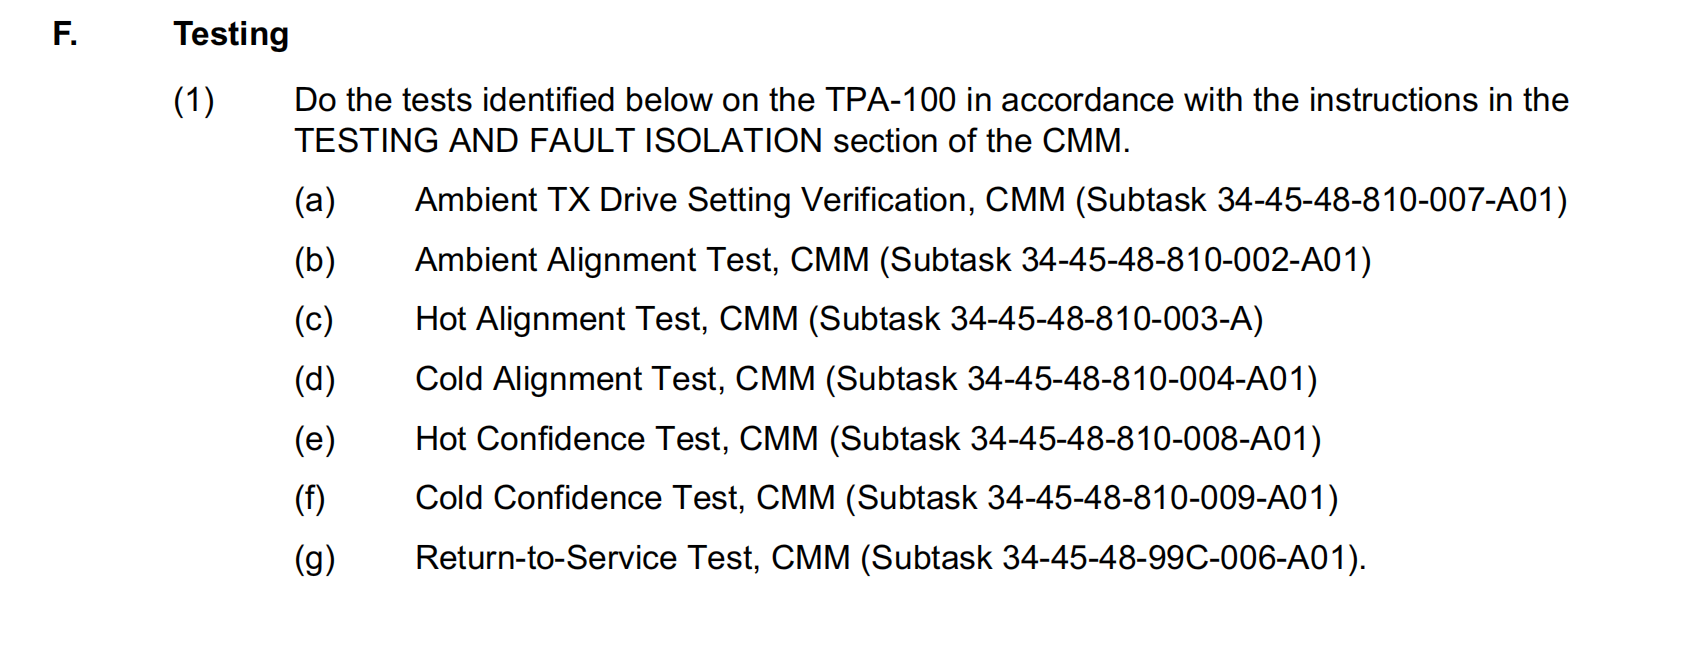 F. Testing
(1) Do the tests identified below on the TPA-100 in accordance with the instructions in the
TESTING AND FAULT ISOLATION section of the CMM.
(a) Ambient TX Drive Setting Verification, CMM (Subtask 34-45-48-810-007-A01)
(b) Ambient Alignment Test, CMM (Subtask 34-45-48-810-002-A01)
(c) Hot Alignment Test, CMM (Subtask 34-45-48-810-003-A)
(d) Cold Alignment Test, CMM (Subtask 34-45-48-810-004-A01)
(e) Hot Confidence Test, CMM (Subtask 34-45-48-810-008-A01)
(f) Cold Confidence Test, CMM (Subtask 34-45-48-810-009-A01)
(g) Return-to-Service Test, CMM (Subtask 34-45-48-99C-006-A01).